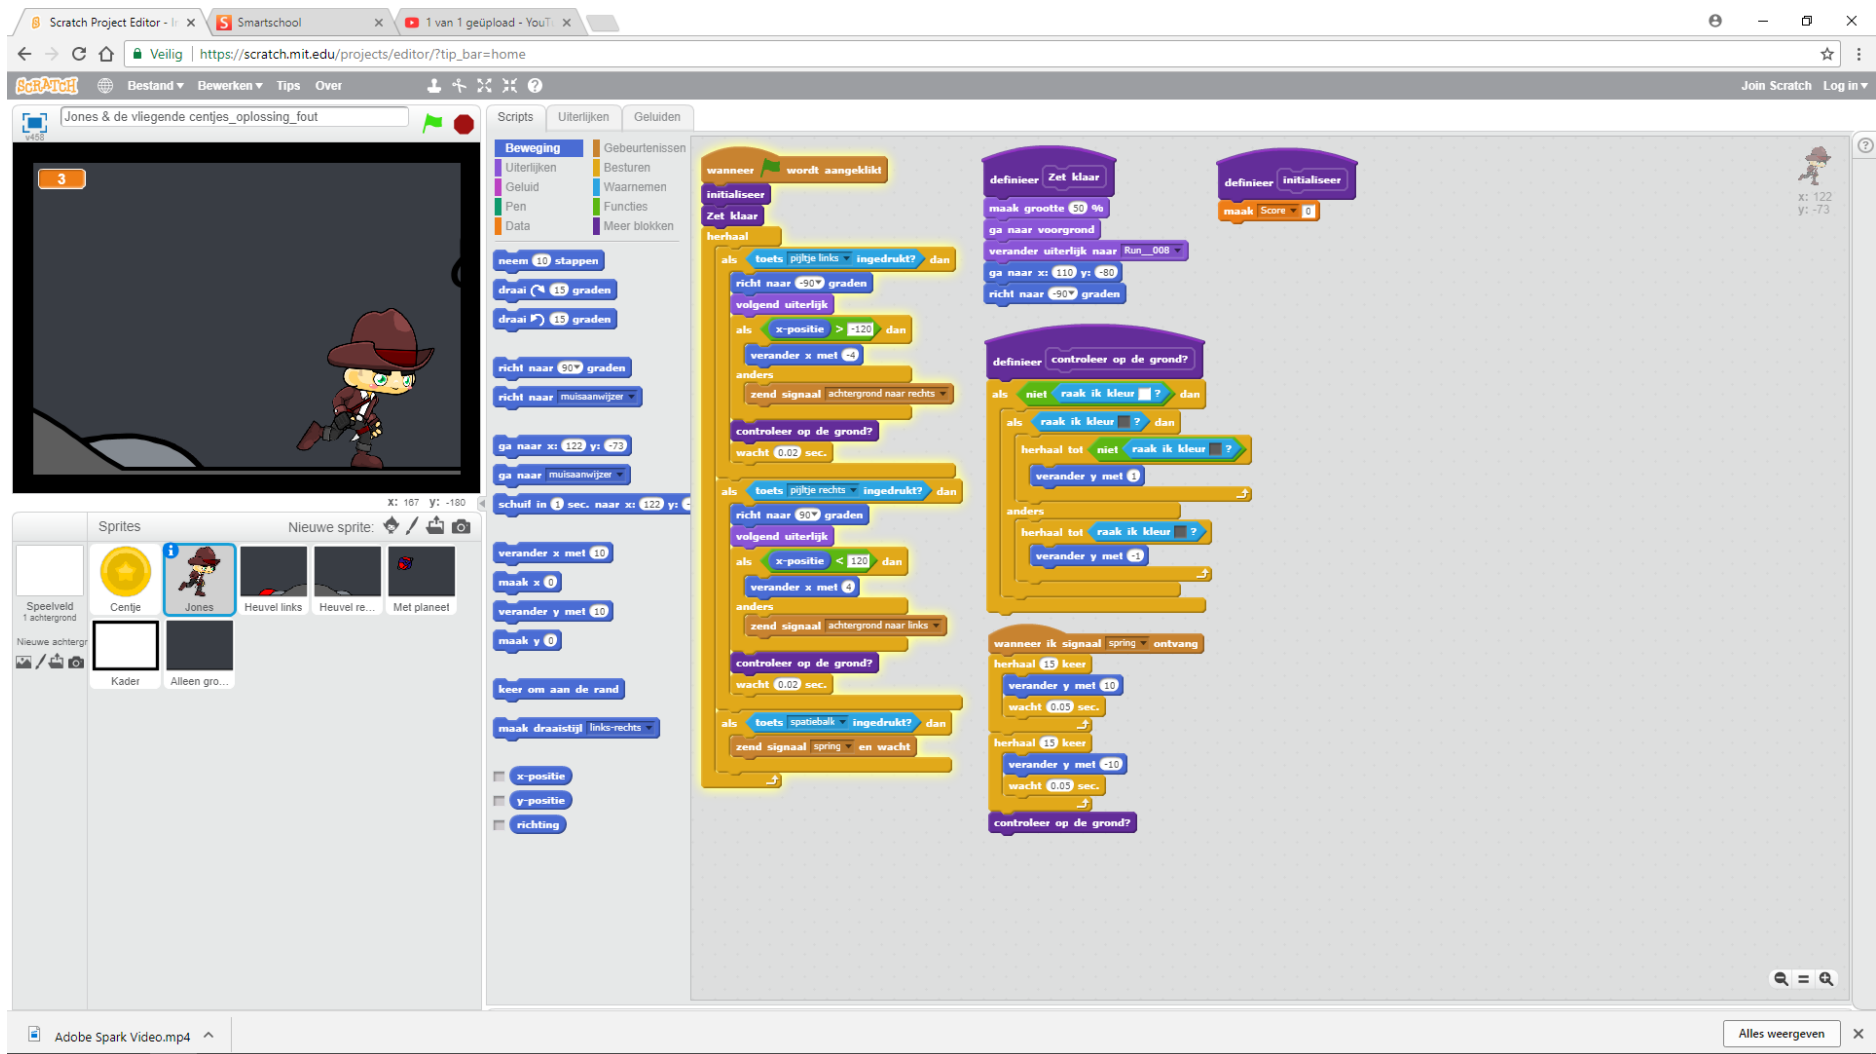 Scratch Project Editor - I
Smartschool
1 van 1 geüpload - YouT
Veilig
https://scratch.mit.edu/projects/editor/?tip_bar=home
SCRATCH
Bestand
Bewerken
Tips
Over
Join Scratch
Log in
Jones & de vliegende centjes_oplossing_fout
v458
3
x: 167 y: -180
Sprites
Nieuwe sprite:
Speelveld
1 achtergrond
Nieuwe achtergr
Centje
Jones
Heuvel links
Heuvel re...
Met planeet
Kader
Alleen gro...
Scripts
Uiterlijken
Geluiden
Beweging
Gebeurtenissen
Uiterlijken
Besturen
Geluid
Waarnemen
Pen
Functies
Data
Meer blokken
neem 10 stappen
draai 15 graden
draai 15 graden
richt naar 90 graden
richt naar muisaanwijzer
ga naar x: 122 y: -73
ga naar muisaanwijzer
schuif in 1 sec. naar x: 122 y:
verander x met 10
maak x 0
verander y met 10
maak y 0
keer om aan de rand
maak draaistijl links-rechts
x-positie
y-positie
richting
wanneer wordt aangeklikt
initialiseer
Zet klaar
herhaal
als toets pijltje links ingedrukt? dan
richt naar -90 graden
volgend uiterlijk
als x-positie > -120 dan
verander x met -4
anders
zend signaal achtergrond naar rechts
controleer op de grond?
wacht 0.02 sec.
als toets pijltje rechts ingedrukt? dan
richt naar 90 graden
volgend uiterlijk
als x-positie < 120 dan
verander x met 4
anders
zend signaal achtergrond naar links
controleer op de grond?
wacht 0.02 sec.
als toets spatiebalk ingedrukt? dan
zend signaal spring en wacht
definieer Zet klaar
maak grootte 50 %
ga naar voorgrond
verander uiterlijk naar Run__008
ga naar x: 110 y: -80
richt naar -90 graden
definieer controleer op de grond?
als niet raak ik kleur ? dan
als raak ik kleur ? dan
herhaal tot niet raak ik kleur ?
verander y met 1
anders
herhaal tot raak ik kleur ?
verander y met -1
wanneer ik signaal spring ontvang
herhaal 15 keer
verander y met 10
wacht 0.05 sec.
herhaal 15 keer
verander y met -10
wacht 0.05 sec.
controleer op de grond?
definieer initialiseer
maak Score 0
x: 122
y: -73
Adobe Spark Video.mp4
Alles weergeven